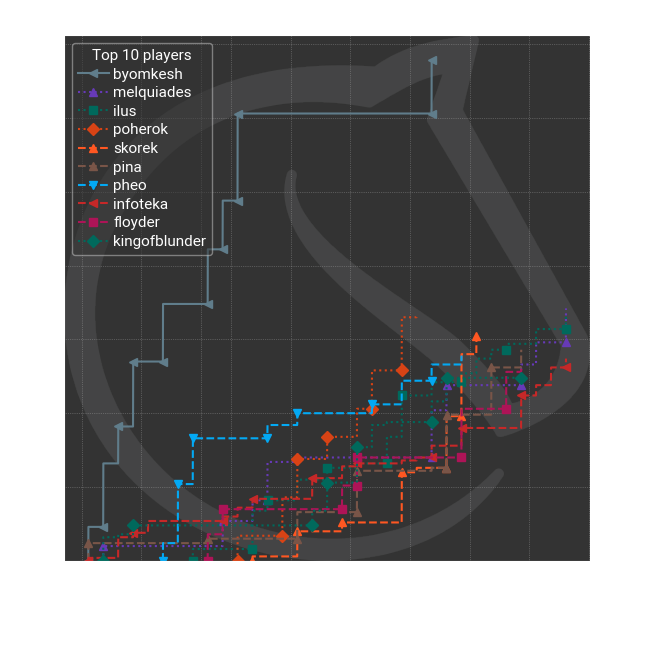 Top 10 players
byomkesh
melquiades
ilus
poherok
skorek
pina
pheo
infoteka
floyder
kingofblunder